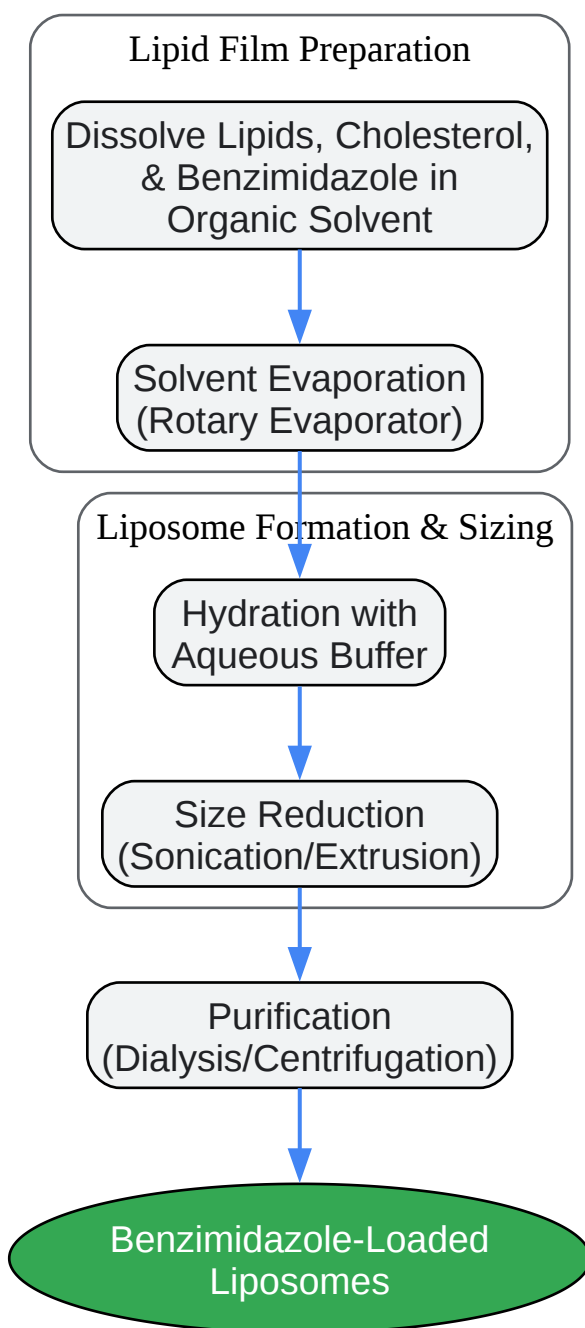 Lipid Film Preparation
Dissolve Lipids, Cholesterol,
& Benzimidazole in
Organic Solvent
Solvent Evaporation
(Rotary Evaporator)
Liposome Formation & Sizing
Hydration with
Aqueous Buffer
Size Reduction
(Sonication/Extrusion)
Purification
(Dialysis/Centrifugation)
Benzimidazole-Loaded
Liposomes